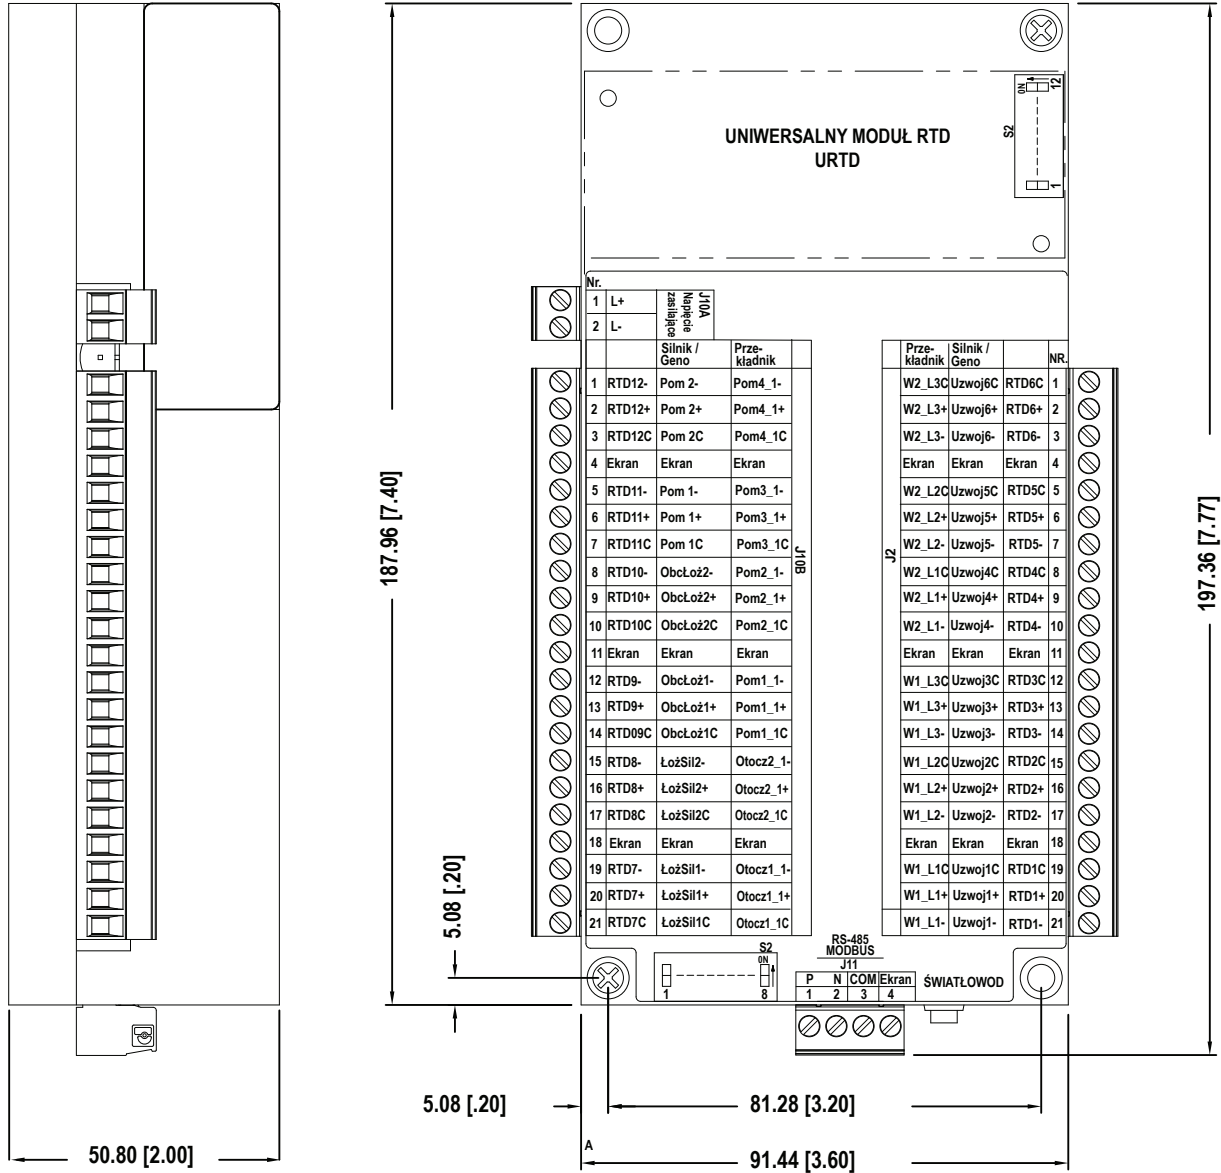 UNIWERSALNY MODUŁ RTD
URTD
S2
ON
12
1
Nr.
1 L+
2 L-
J10A
Napięcie
zasilające
Silnik / Geno Prze-kładnik
1 RTD12- Pom 2- Pom4_1-
2 RTD12+ Pom 2+ Pom4_1+
3 RTD12C Pom 2C Pom4_1C
4 Ekran Ekran Ekran
5 RTD11- Pom 1- Pom3_1-
6 RTD11+ Pom 1+ Pom3_1+
7 RTD11C Pom 1C Pom3_1C
8 RTD10- ObcŁoż2- Pom2_1-
9 RTD10+ ObcŁoż2+ Pom2_1+
10 RTD10C ObcŁoż2C Pom2_1C
11 Ekran Ekran Ekran
12 RTD9- ObcŁoż1- Pom1_1-
13 RTD9+ ObcŁoż1+ Pom1_1+
14 RTD09C ObcŁoż1C Pom1_1C
15 RTD8- ŁożSil2- Otocz2_1-
16 RTD8+ ŁożSil2+ Otocz2_1+
17 RTD8C ŁożSil2C Otocz2_1C
18 Ekran Ekran Ekran
19 RTD7- ŁożSil1- Otocz1_1-
20 RTD7+ ŁożSil1+ Otocz1_1+
21 RTD7C ŁożSil1C Otocz1_1C
J10B
J2
Prze-kładnik Silnik / Geno NR.
W2_L3C Uzwoj6C RTD6C 1
W2_L3+ Uzwoj6+ RTD6+ 2
W2_L3- Uzwoj6- RTD6- 3
Ekran Ekran Ekran 4
W2_L2C Uzwoj5C RTD5C 5
W2_L2+ Uzwoj5+ RTD5+ 6
W2_L2- Uzwoj5- RTD5- 7
W2_L1C Uzwoj4C RTD4C 8
W2_L1+ Uzwoj4+ RTD4+ 9
W2_L1- Uzwoj4- RTD4- 10
Ekran Ekran Ekran 11
W1_L3C Uzwoj3C RTD3C 12
W1_L3+ Uzwoj3+ RTD3+ 13
W1_L3- Uzwoj3- RTD3- 14
W1_L2C Uzwoj2C RTD2C 15
W1_L2+ Uzwoj2+ RTD2+ 16
W1_L2- Uzwoj2- RTD2- 17
Ekran Ekran Ekran 18
W1_L1C Uzwoj1C RTD1C 19
W1_L1+ Uzwoj1+ RTD1+ 20
W1_L1- Uzwoj1- RTD1- 21
S2
ON
1 8
RS-485
MODBUS
J11
P N COM Ekran
1 2 3 4
ŚWIATŁOWOD
187.96 [7.40]
197.36 [7.77]
5.08 [.20]
5.08 [.20]
81.28 [3.20]
A
91.44 [3.60]
50.80 [2.00]